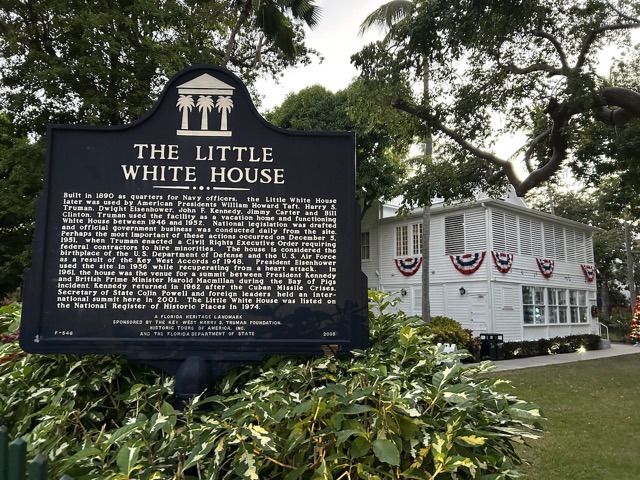 THE LITTLE
WHITE HOUSE
Built in 1890 as quarters for Navy officers, the Little White House
later was used by American Presidents William Howard Taft, Harry S.
Truman, Dwight Eisenhower, John F. Kennedy, Jimmy Carter and Bill
Clinton. Truman used the facility as a vacation home and functioning
White House between 1946 and 1952. National legislation was drafted
and official government business was conducted daily from the site.
Perhaps the most important of these actions occurred on December 5,
1951, when Truman enacted a Civil Rights Executive Order requiring
federal contractors to hire minorities. The house is considered the
birthplace of the U.S. Department of Defense and the U.S. Air Force
as a result of the Key West Accords of 1948. President Eisenhower
used the site in 1956 while recuperating from a heart attack. In
1961, the house was the venue for a summit between President Kennedy
and British Prime Minister Harold Macmillan during the Bay of Pigs
incident. Kennedy returned in 1962 after the Cuban Missile Crisis.
Secretary of State Colin Powell and foreign leaders held an inter-
national summit here in 2001. The Little White House was listed on
the National Register of Historic Places in 1974.
A FLORIDA HERITAGE LANDMARK
SPONSORED BY THE KEY WEST HARRY S. TRUMAN FOUNDATION,
HISTORIC TOURS OF AMERICA, INC.
F-546 AND THE FLORIDA DEPARTMENT OF STATE 2005